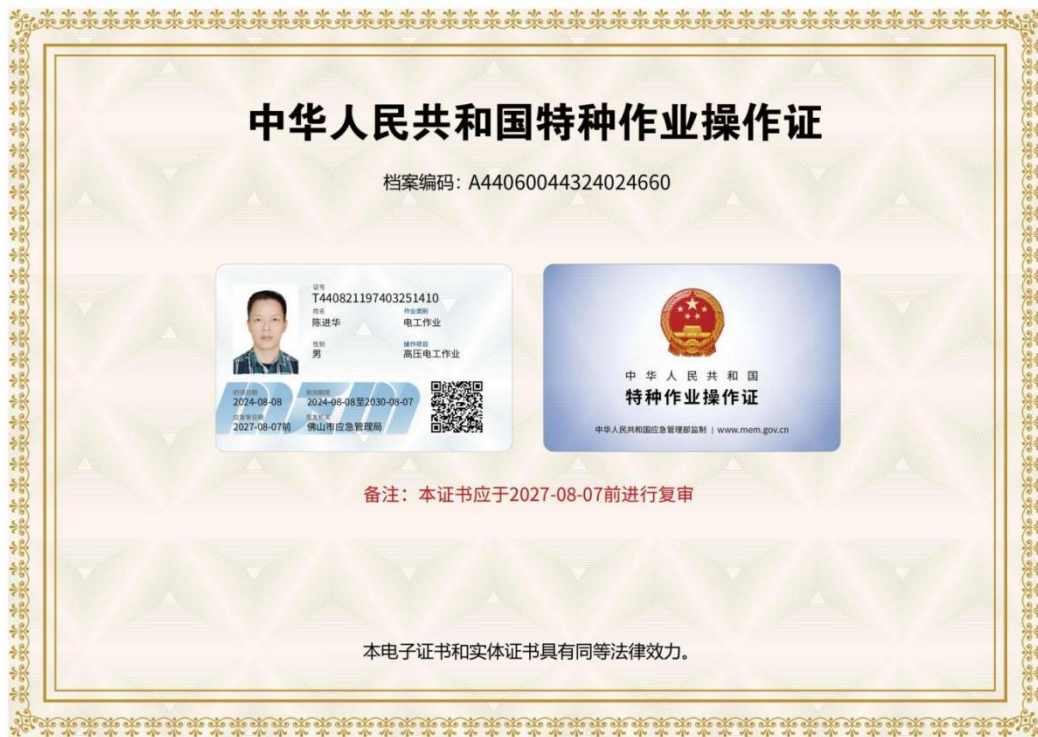 中华人民共和国特种作业操作证
档案编码：A44060044324024660
证号
T440821197403251410
姓名 作业类别
陈进华 电工作业
性别 操作项目
男 高压电工作业
初领日期 有效期限
2024-08-08 2024-08-08至2030-08-07
应复审日期 签发机关
2027-08-07前 佛山市应急管理局
中华人民共和国
特种作业操作证
中华人民共和国应急管理部监制 | www.mem.gov.cn
备注：本证书应于2027-08-07前进行复审
本电子证书和实体证书具有同等法律效力。